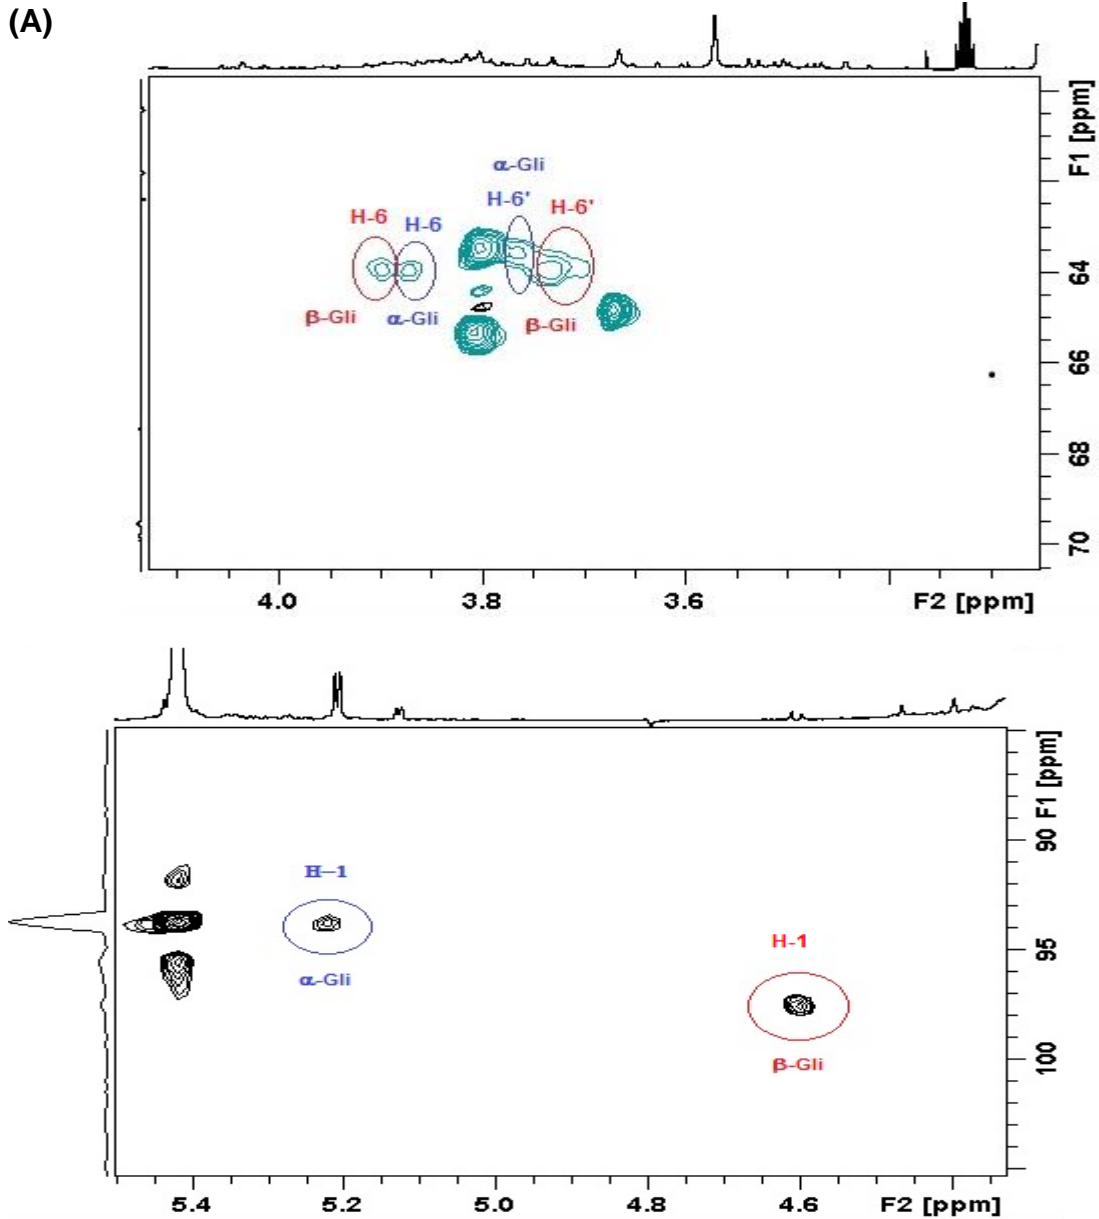 (A)
α-Gli
H-6'
H-6'
H-6
H-6
β-Gli
α-Gli
β-Gli
F1 [ppm]
64
66
68
70
4.0
3.8
3.6
F2 [ppm]
H-1
α-Gli
H-1
β-Gli
F1 [ppm]
90
95
100
5.4
5.2
5.0
4.8
4.6
F2 [ppm]